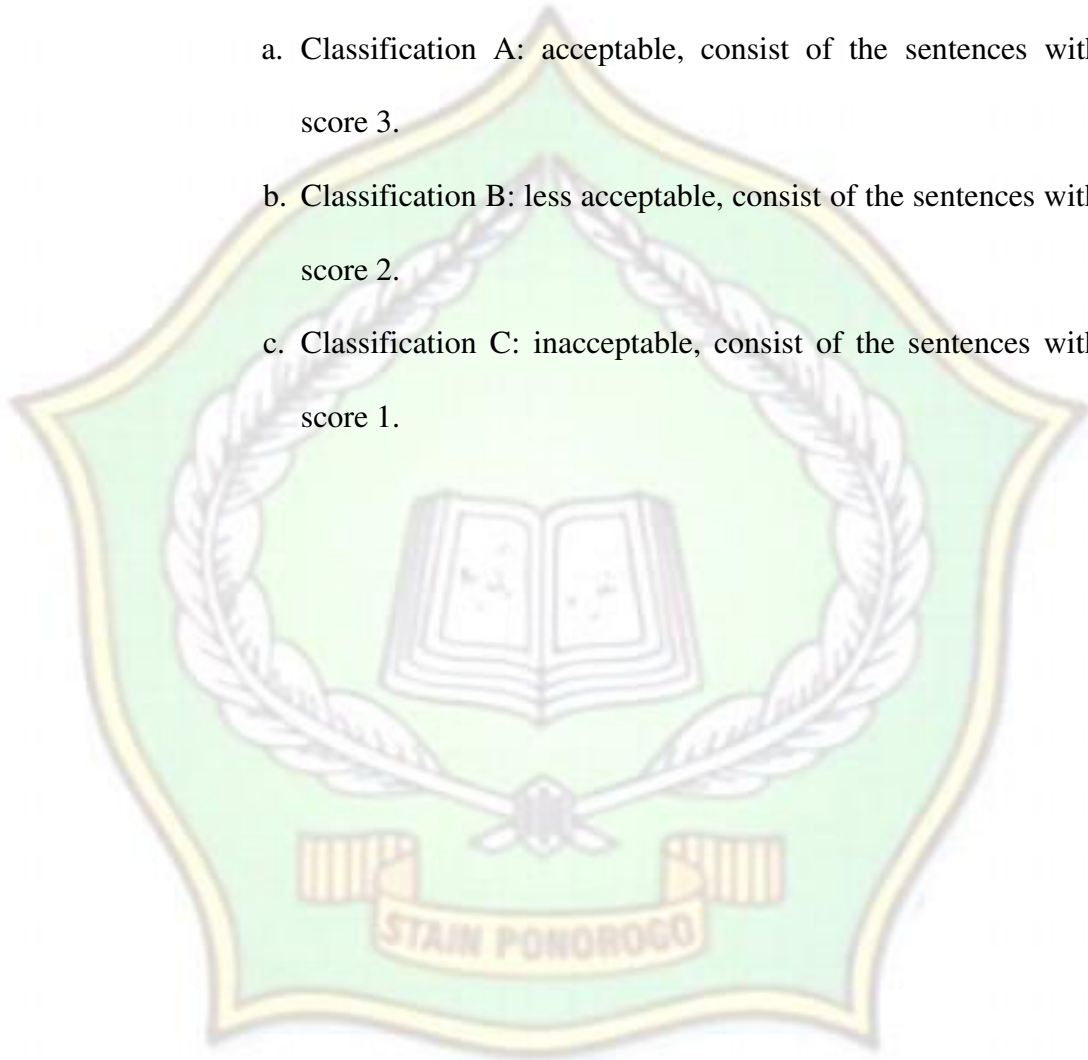 a. Classification A: acceptable, consist of the sentences with
score 3.
b. Classification B: less acceptable, consist of the sentences with
score 2.
c. Classification C: inacceptable, consist of the sentences with
score 1.
STAIN PONOROGO